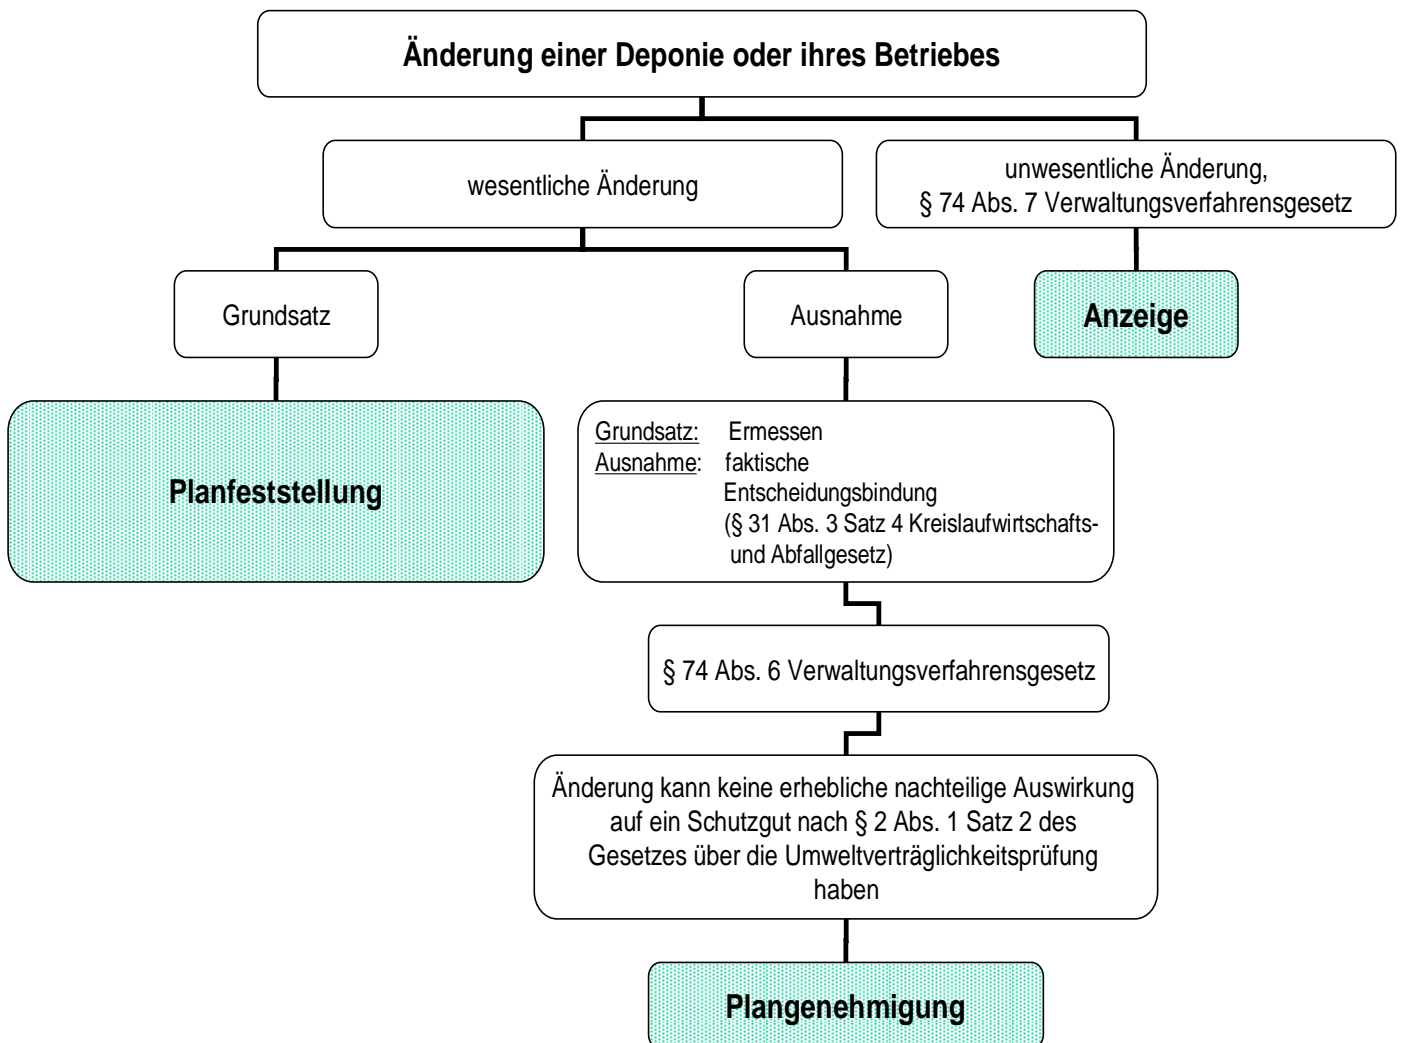 Änderung einer Deponie oder ihres Betriebes
wesentliche Änderung
unwesentliche Änderung,
§ 74 Abs. 7 Verwaltungsverfahrensgesetz
Grundsatz
Ausnahme
Anzeige
Planfeststellung
Grundsatz: Ermessen
Ausnahme: faktische
Entscheidungsbindung
(§ 31 Abs. 3 Satz 4 Kreislaufwirtschafts-
und Abfallgesetz)
§ 74 Abs. 6 Verwaltungsverfahrensgesetz
Änderung kann keine erhebliche nachteilige Auswirkung
auf ein Schutzgut nach § 2 Abs. 1 Satz 2 des
Gesetzes über die Umweltverträglichkeitsprüfung
haben
Plangenehmigung